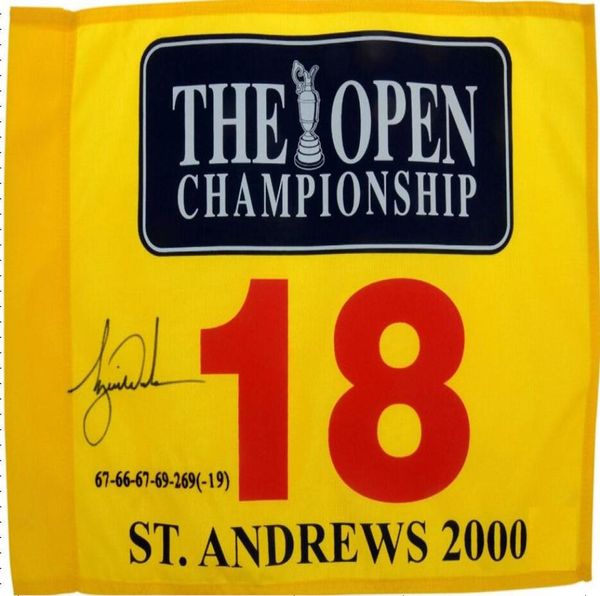 THE OPEN
CHAMPIONSHIP
18
67-66-67-69-269(-19)
ST. ANDREWS 2000